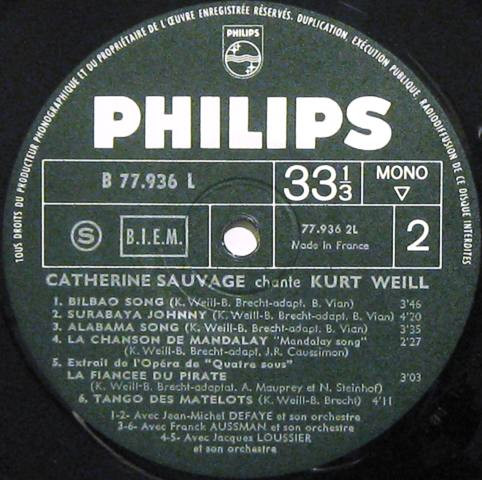 TOUS DROITS DU PRODUCTEUR PHONOGRAPHIQUE ET DU PROPRIÉTAIRE DE L'ŒUVRE ENREGISTRÉE RÉSERVÉS. DUPLICATION, EXÉCUTION PUBLIQUE, RADIODIFFUSION DE CE DISQUE INTERDITES
PHILIPS
PHILIPS
B 77.936 L
33 1/3
MONO
S
B.I.E.M.
77.936 2L
Made in France
2
CATHERINE SAUVAGE chante KURT WEILL
1. BILBAO SONG (K. Weill-B. Brecht-adapt. B. Vian) 3'46
2. SURABAYA JOHNNY (K. Weill-B. Brecht-adapt. B. Vian) 4'20
3. ALABAMA SONG (K. Weill-B. Brecht-adapt. B. Vian) 3'35
4. LA CHANSON DE MANDALAY "Mandalay song" 2'27
(K. Weill-B. Brecht-adapt. J.R. Caussimon)
5. Extrait de l'Opéra de "Quatre sous"
LA FIANCEE DU PIRATE 3'03
(K. Weill-B. Brecht-adaptat. A. Mauprey et N. Steinhof)
6. TANGO DES MATELOTS (K. Weill-B. Brecht) 4'11
1-2- Avec Jean-Michel DEFAYE et son orchestre
3-6- Avec Franck AUSSMAN et son orchestre
4-5- Avec Jacques LOUSSIER
et son orchestre